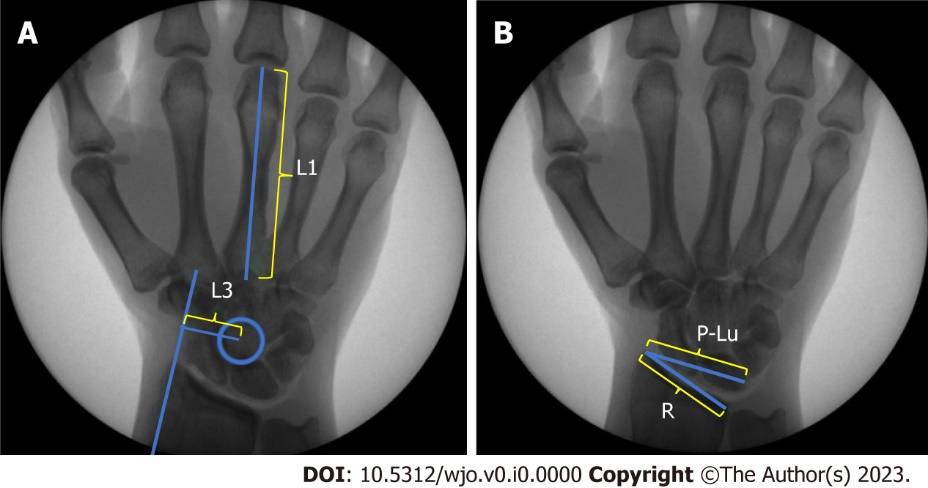 A
B
L1
L3
P-Lu
R
DOI: 10.5312/wjo.v0.i0.0000 Copyright ©The Author(s) 2023.